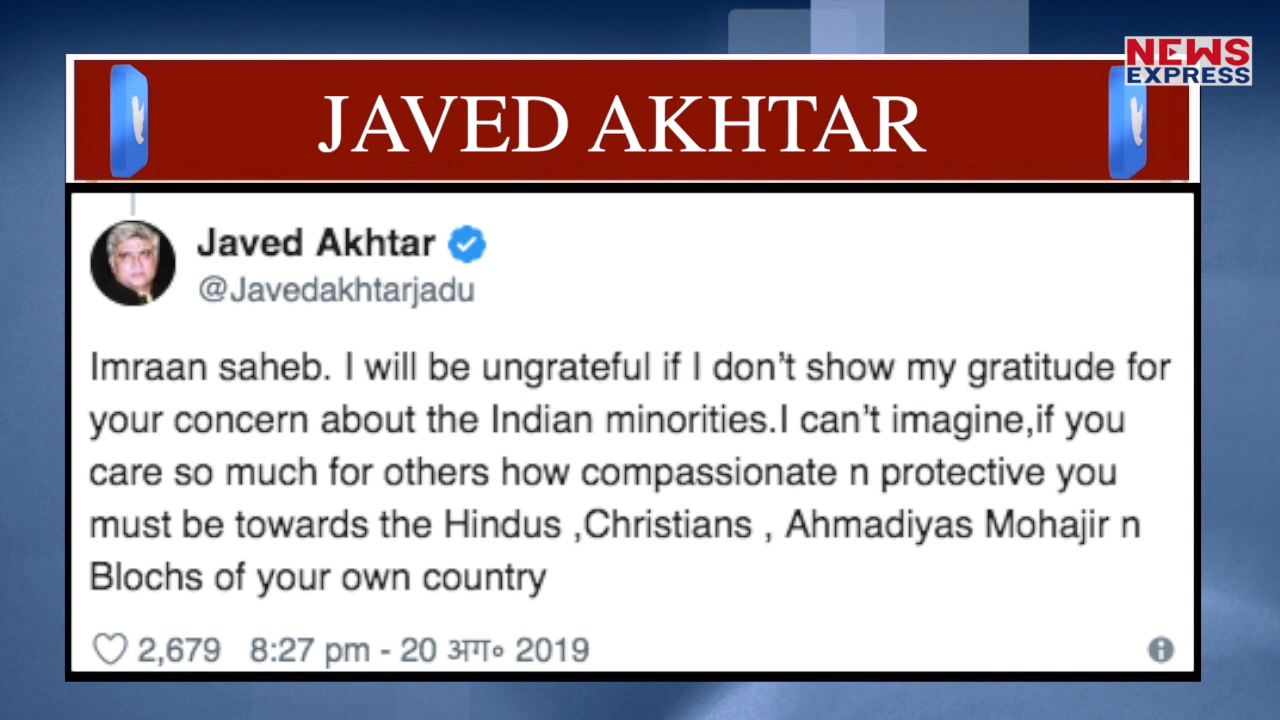 NEWS
EXPRESS
JAVED AKHTAR
Javed Akhtar
@Javedakhtarjadu
Imraan saheb. I will be ungrateful if I don’t show my gratitude for
your concern about the Indian minorities.I can’t imagine,if you
care so much for others how compassionate n protective you
must be towards the Hindus ,Christians , Ahmadiyas Mohajir n
Blochs of your own country
2,679 8:27 pm - 20 अग॰ 2019